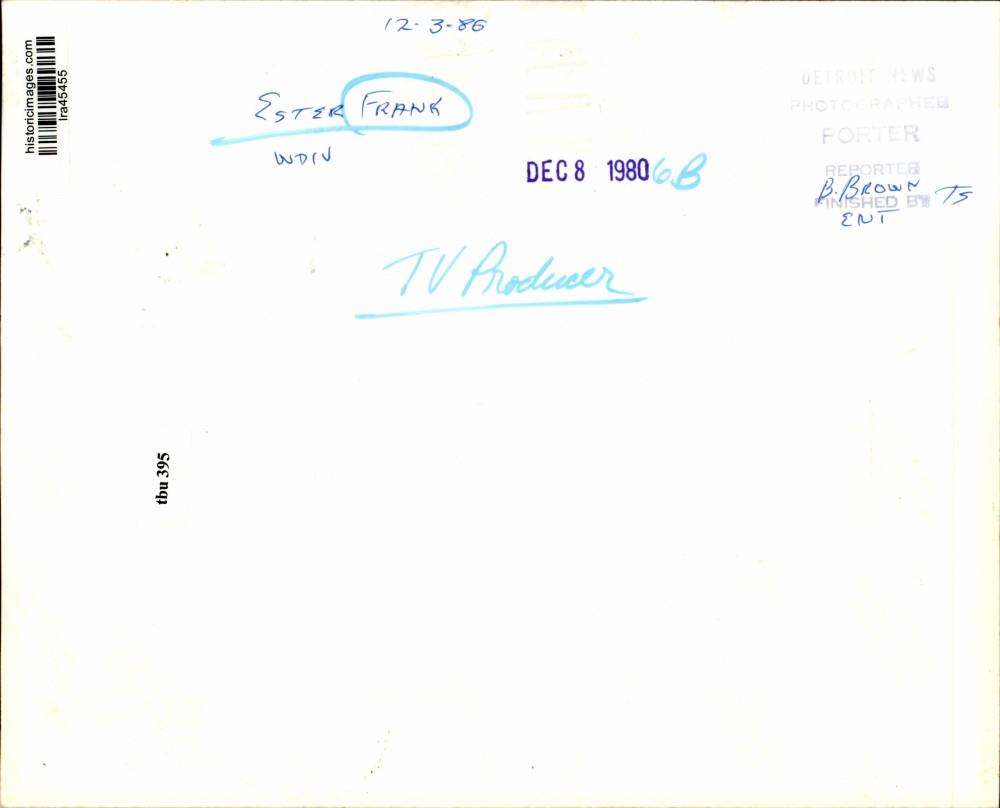 12-3-86
historicimages.com
lra45455
DETROIT NEWS
PHOTOGRAPHER
PORTER
ESTER FRANK
WDIV
DEC 8 1980 6B
REPORTER
B. BROWN TS
FINISHED BY
ENT
TV Producer
tbu 395